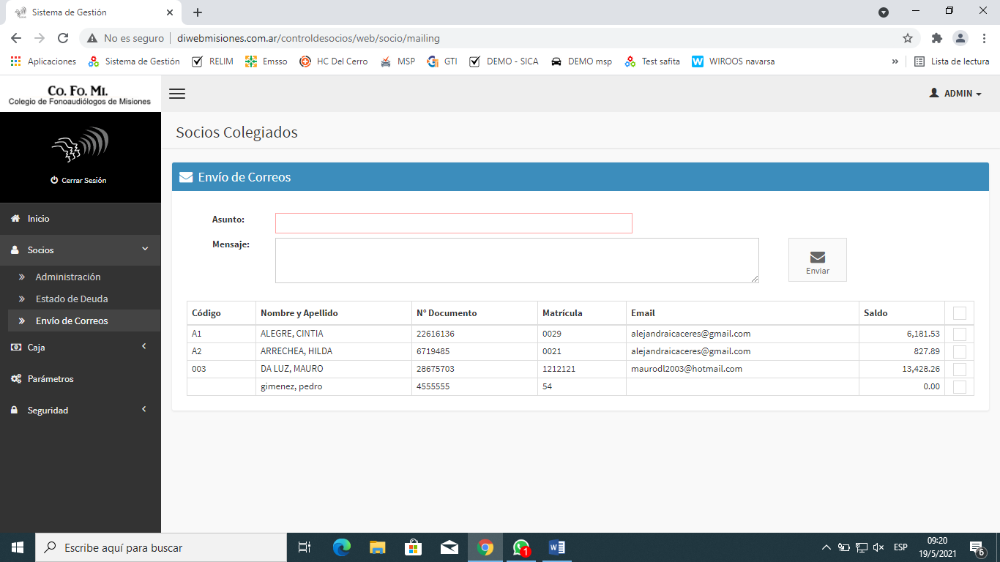 Sistema de Gestión
No es seguro | diwebmisiones.com.ar/controldesocios/web/socio/mailing
Aplicaciones Sistema de Gestión RELIM Emsso HC Del Cerro MSP GTI DEMO - SICA DEMO msp Test safita WIROOS navarsa » Lista de lectura
CO. FO. MI.
Colegio de Fonoaudiólogos de Misiones
ADMIN
Cerrar Sesión
Inicio
Socios
Administración
Estado de Deuda
Envío de Correos
Caja
Parámetros
Seguridad
Socios Colegiados
Envío de Correos
Asunto:
Mensaje:
Enviar
Código Nombre y Apellido N° Documento Matrícula Email Saldo
A1 ALEGRE, CINTIA 22616136 0029 alejandraicaceres@gmail.com 6,181.53
A2 ARRECHEA, HILDA 6719485 0021 alejandraicaceres@gmail.com 827.89
003 DA LUZ, MAURO 28675703 1212121 maurodl2003@hotmail.com 13,428.26
gimenez, pedro 4555555 54 0.00
Escribe aquí para buscar
1
ESP
09:20
19/5/2021
6